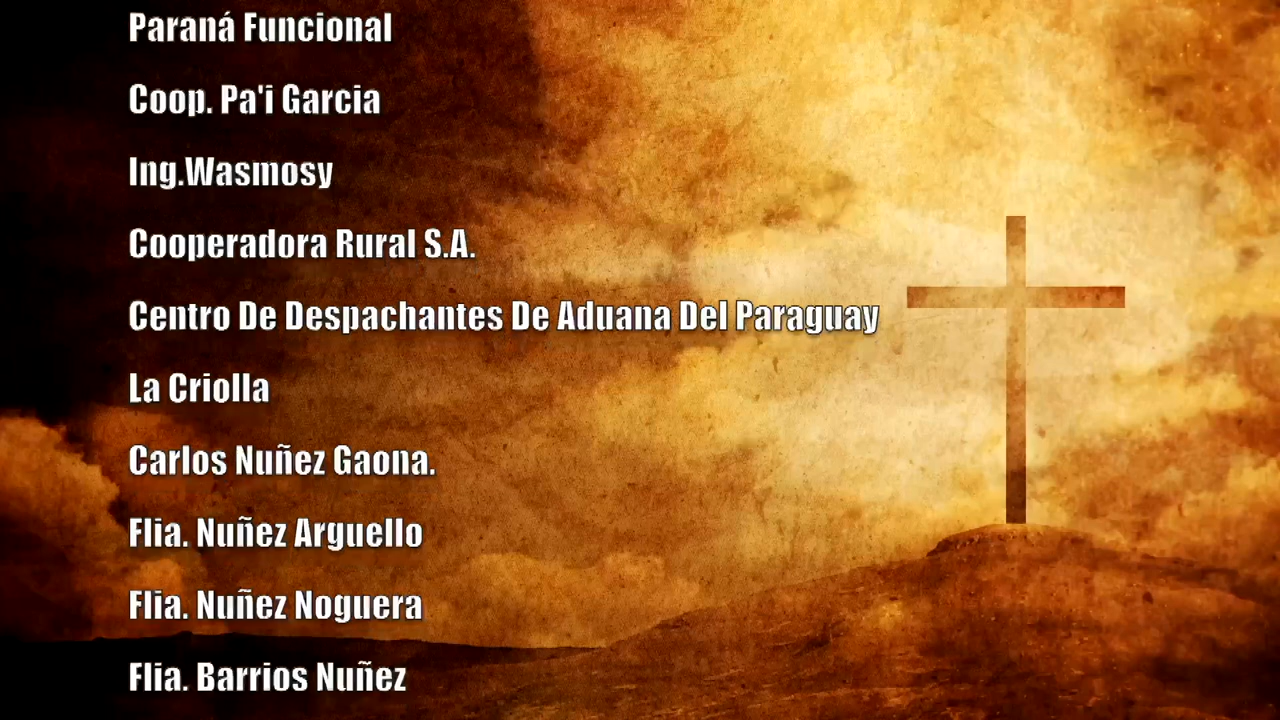 Paraná Funcional
Coop. Pa'i Garcia
Ing.Wasmosy
Cooperadora Rural S.A.
Centro De Despachantes De Aduana Del Paraguay
La Criolla
Carlos Nuñez Gaona.
Flia. Nuñez Arguello
Flia. Nuñez Noguera
Flia. Barrios Nuñez